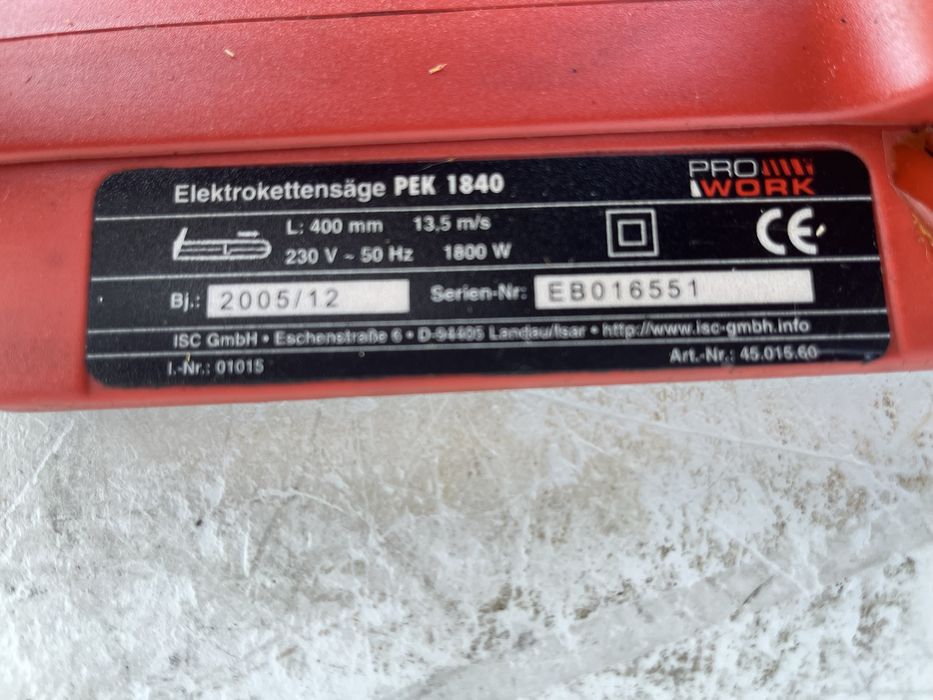 Elektrokettensäge PEK 1840
PRO
WORK
L: 400 mm 13,5 m/s
230 V ~ 50 Hz 1800 W
CE
Bj.: 2005/12 Serien-Nr: EB016551
ISC GmbH • Eschenstraße 6 • D-94405 Landau/Isar • http://www.isc-gmbh.info
I.-Nr.: 01015 Art.-Nr.: 45.015.60